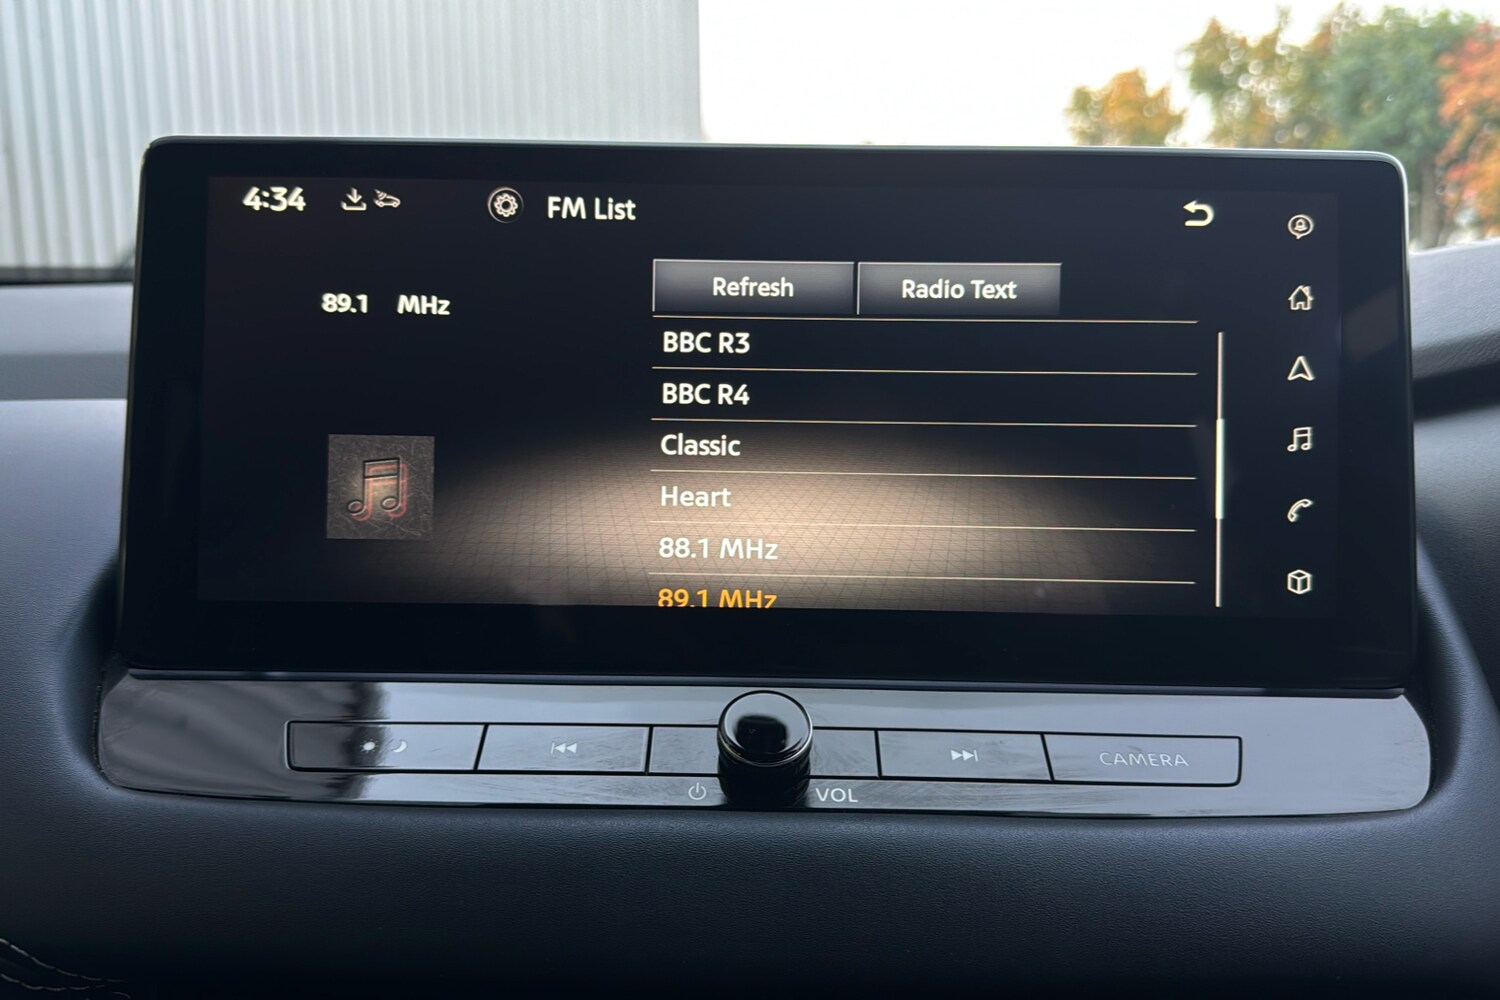 4:34
FM List
Refresh
Radio Text
89.1 MHz
BBC R3
BBC R4
Classic
Heart
88.1 MHz
89.1 MHz
CAMERA
VOL